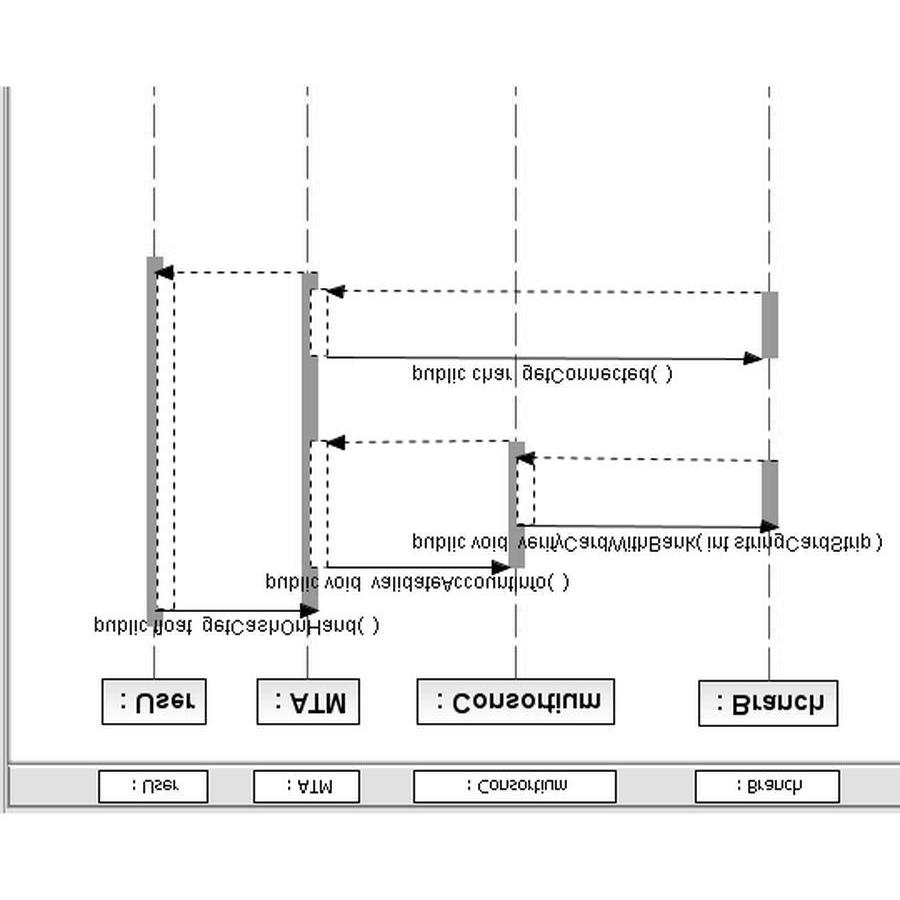 : User
: ATM
: Consortium
: Branch
: User
: ATM
: Consortium
: Branch
public float getCashOnHand( )
public void validateAccountInfo( )
public void verifyCardWithBank( int stringCardStrip )
public char getConnected( )